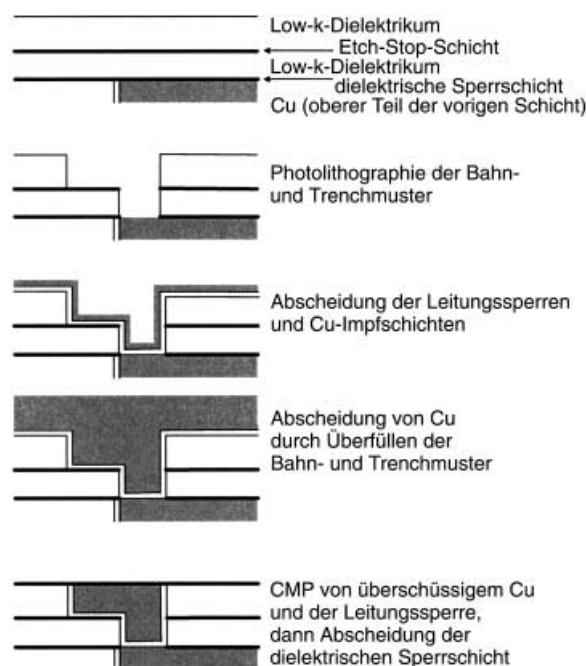 Low-k-Dielektrikum
Etch-Stop-Schicht
Low-k-Dielektrikum
dielektrische Sperrschicht
Cu (oberer Teil der vorigen Schicht)
Photolithographie der Bahn-
und Trenchmuster
Abscheidung der Leitungssperren
und Cu-Impfschichten
Abscheidung von Cu
durch Überfüllen der
Bahn- und Trenchmuster
CMP von überschüssigem Cu
und der Leitungssperre,
dann Abscheidung der
dielektrischen Sperrschicht